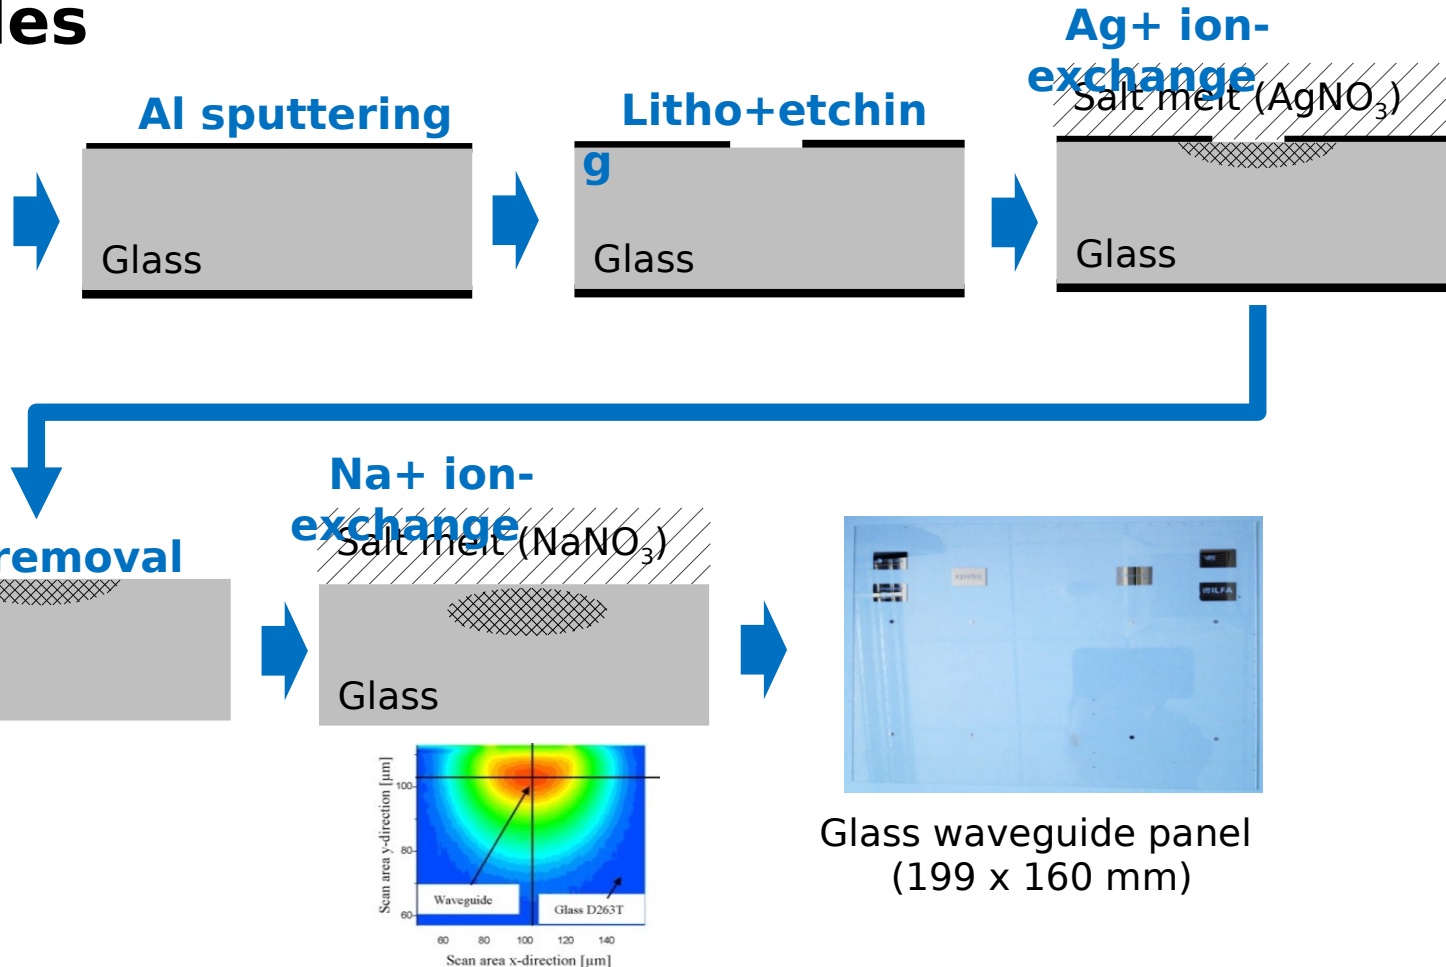 les
Al sputtering
Glass
Litho+etchin
g
Glass
Ag+ ion-
exchange
Salt melt (AgNO₃)
Glass
removal
Na+ ion-
exchange
Salt melt (NaNO₃)
Glass
Scan area y-direction [µm]
100
80
60
Waveguide
Glass D263T
60 80 100 120 140
Scan area x-direction [µm]
ILFA
Glass waveguide panel
(199 x 160 mm)